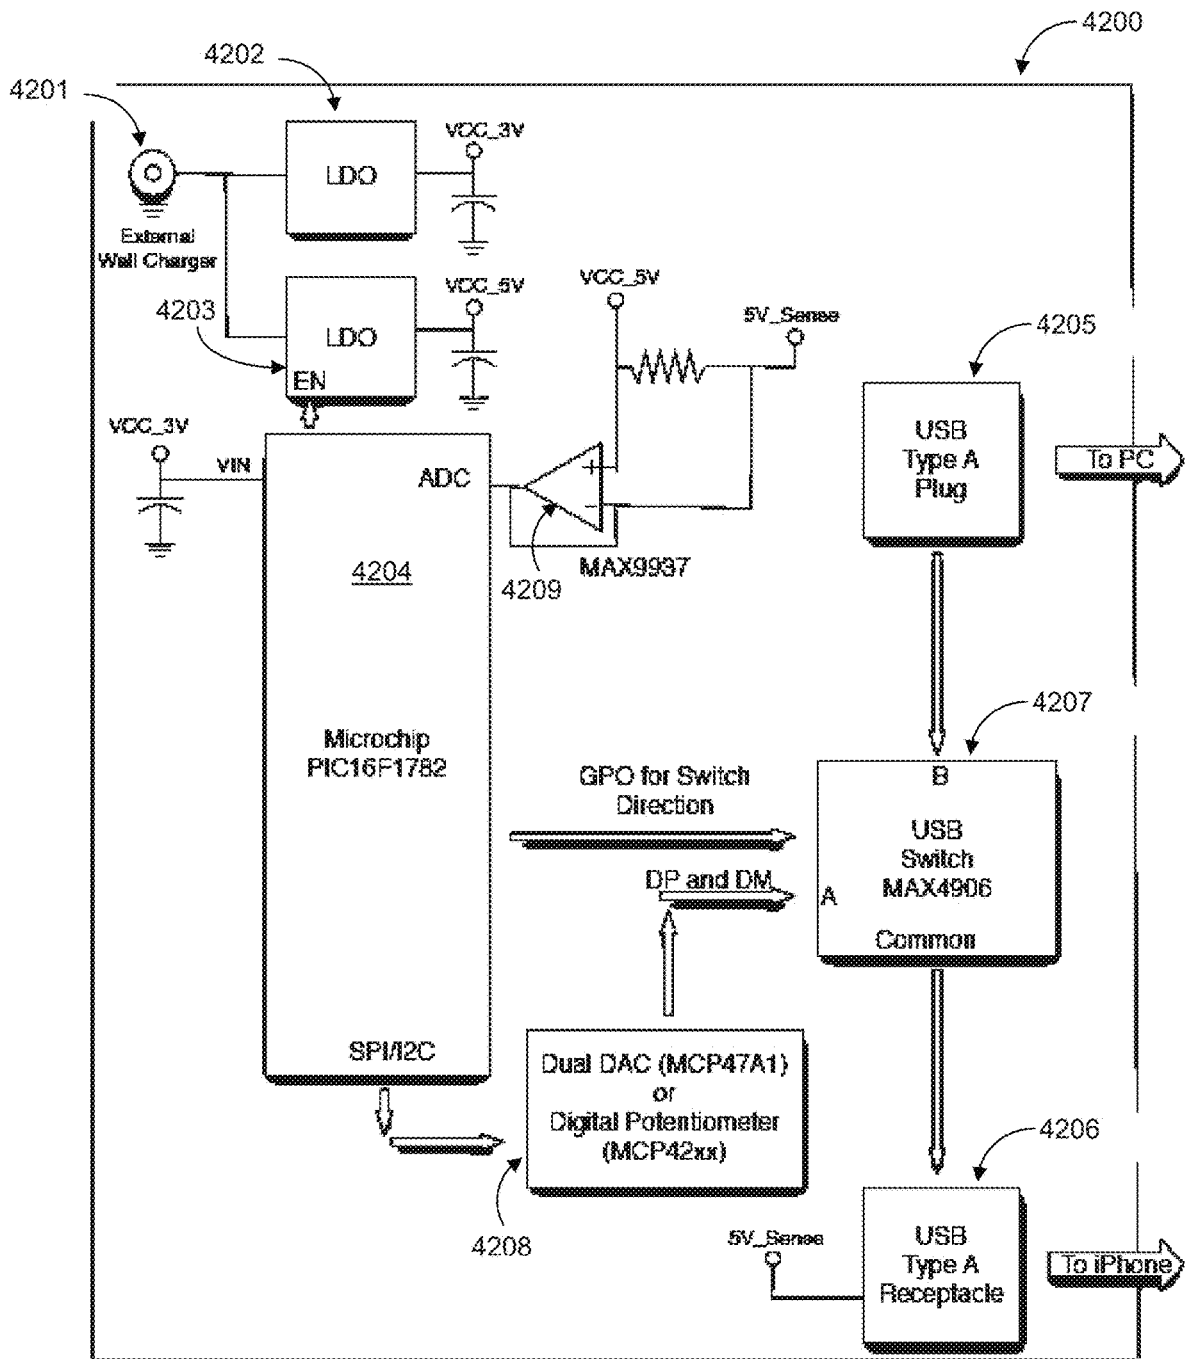 4200
4202
4201
VCC_3V
LDO
External
Wall Charger
VCC_5V
4203
LDO
EN
VCC_5V
5V_Sense
4205
USB
Type A
Plug
To PC
VCC_3V
VIN
ADC
+
−
4204
4209
MAX9937
4207
Microchip
PIC16F1782
GPO for Switch
Direction
B
USB
Switch
MAX4906
DP and DM
A
Common
SPI/I2C
Dual DAC (MCP47A1)
or
Digital Potentiometer
(MCP42xx)
4206
4208
5V_Sense
USB
Type A
Receptacle
To iPhone